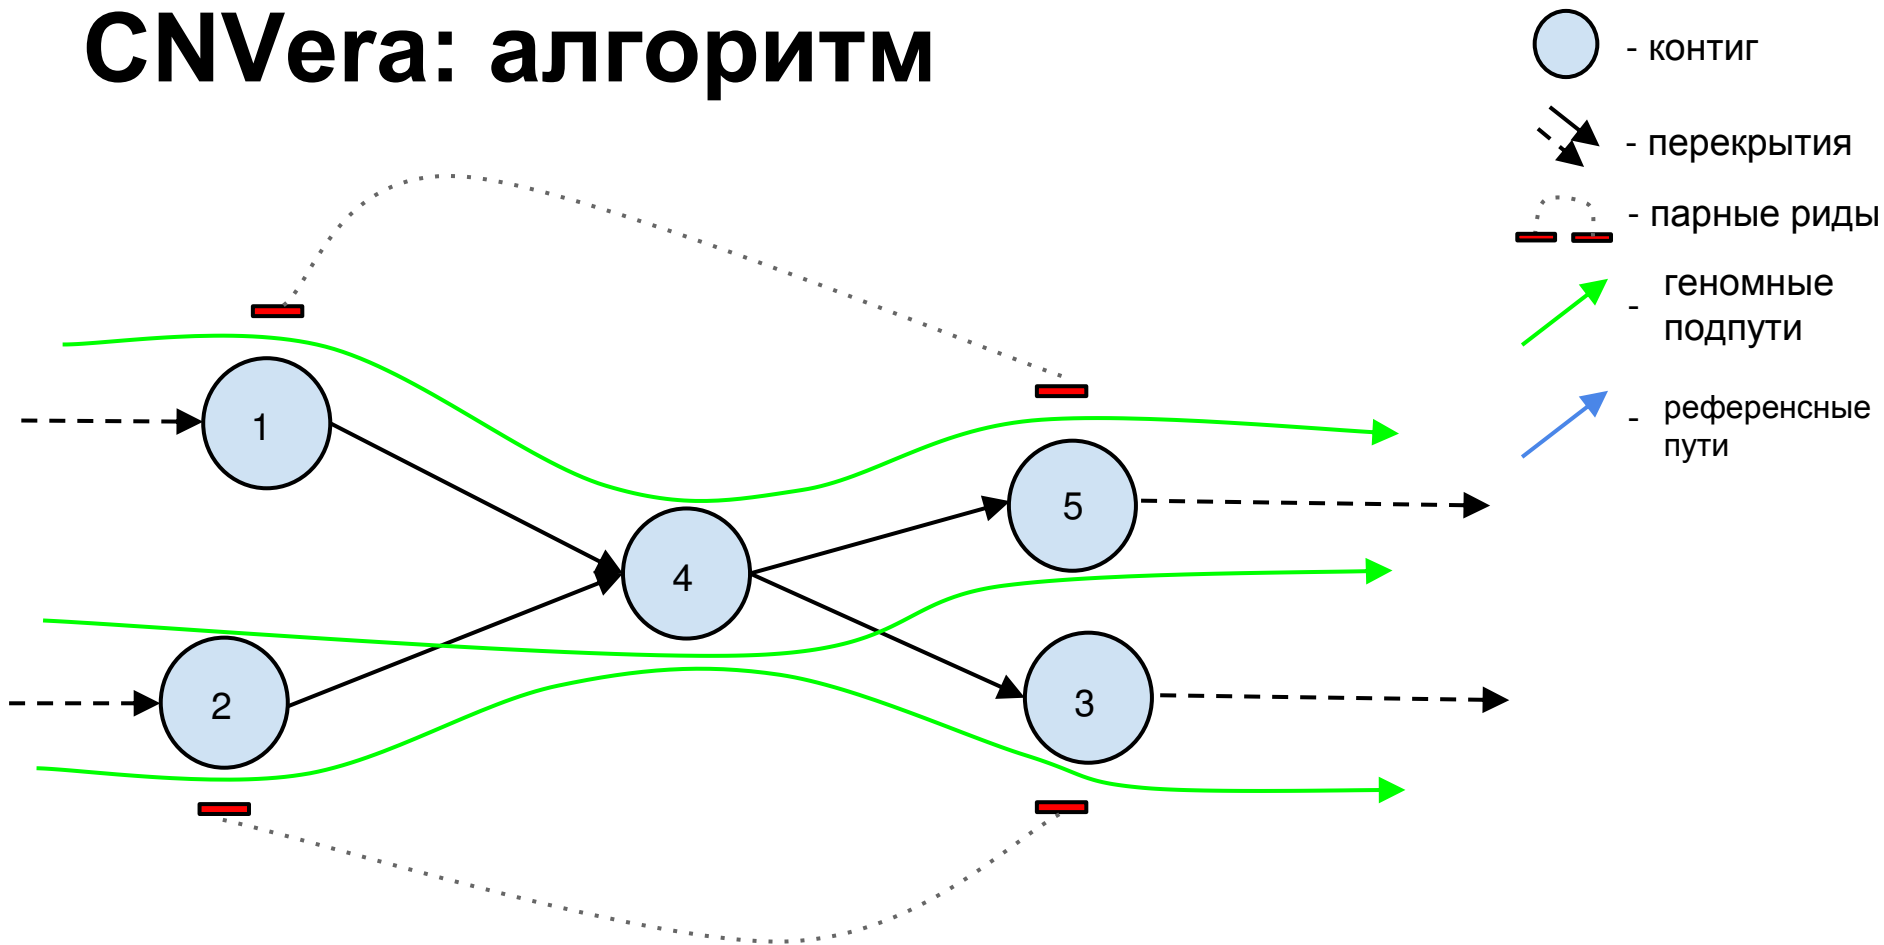 CNVera: алгоритм
- контиг
- перекрытия
- парные риды
- геномные
подпути
- референсные
пути
1
5
4
2
3